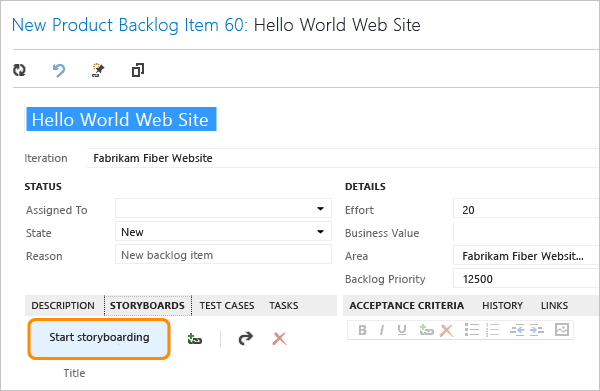 New Product Backlog Item 60: Hello World Web Site
Hello World Web Site
Iteration Fabrikam Fiber Website
STATUS DETAILS
Assigned To Effort 20
State New Business Value
Reason New backlog item Area Fabrikam Fiber Websit...
Backlog Priority 12500
DESCRIPTION STORYBOARDS TEST CASES TASKS ACCEPTANCE CRITERIA HISTORY LINKS
Start storyboarding B I U
Title